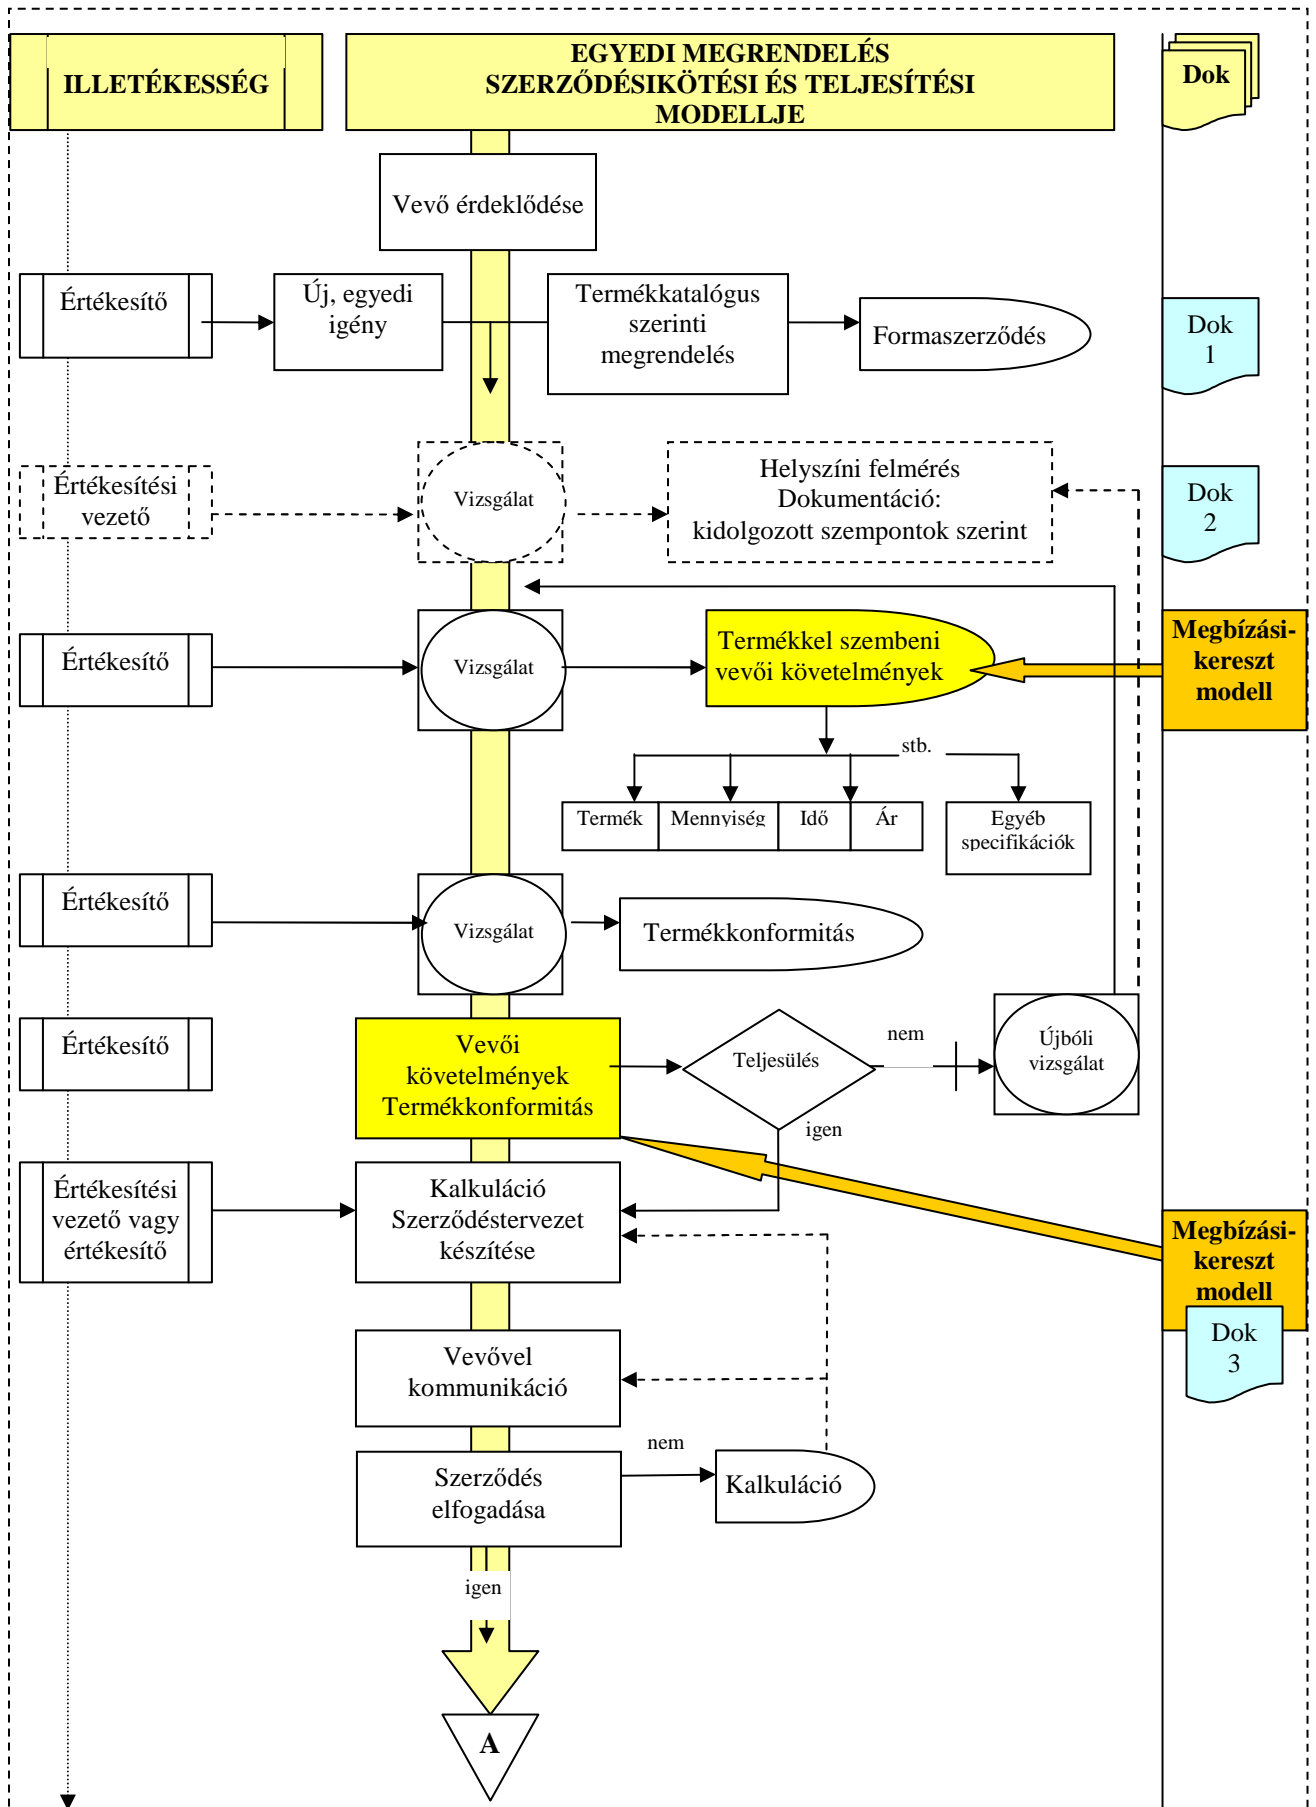 ILLETÉKESSÉG
EGYEDI MEGRENDELÉS
SZERZŐDÉSIKÖTÉSI ÉS TELJESÍTÉSI
MODELLJE
Dok
Vevő érdeklődése
Értékesítő
Új, egyedi
igény
Termékkatalógus
szerinti
megrendelés
Formaszerződés
Dok
1
Értékesítési
vezető
Vizsgálat
Helyszíni felmérés
Dokumentáció:
kidolgozott szempontok szerint
Dok
2
Értékesítő
Vizsgálat
Termékkel szembeni
vevői követelmények
Megbízási-
kereszt
modell
stb.
Termék
Mennyiség
Idő
Ár
Egyéb
specifikációk
Értékesítő
Vizsgálat
Termékkonformitás
Értékesítő
Vevői
követelmények
Termékkonformitás
Teljesülés
nem
Újbóli
vizsgálat
igen
Értékesítési
vezető vagy
értékesítő
Kalkuláció
Szerződéstervezet
készítése
Megbízási-
kereszt
modell
Dok
3
Vevővel
kommunikáció
Szerződés
elfogadása
nem
Kalkuláció
igen
A